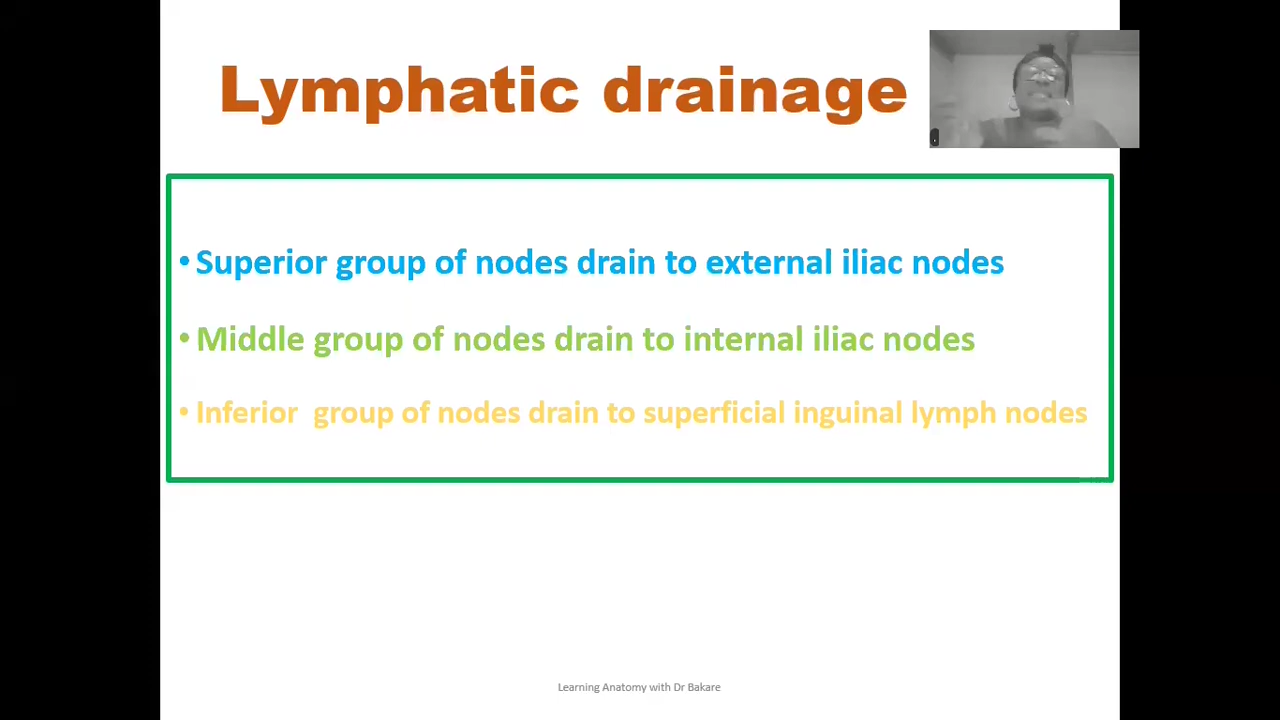 Lymphatic drainage
• Superior group of nodes drain to external iliac nodes
• Middle group of nodes drain to internal iliac nodes
• Inferior  group of nodes drain to superficial inguinal lymph nodes
Learning Anatomy with Dr Bakare